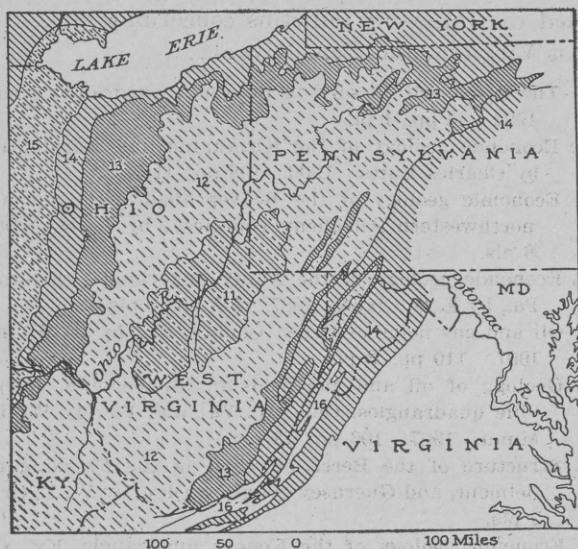 NEW YORK
LAKE ERIE
13
14
15
14
13
PENNSYLVANIA
12
OHIO
11
MD
Potomac
Ohio R.
14
WEST
VIRGINIA
16
VIRGINIA
12
13
KY.
16
100 50 0 100 Miles